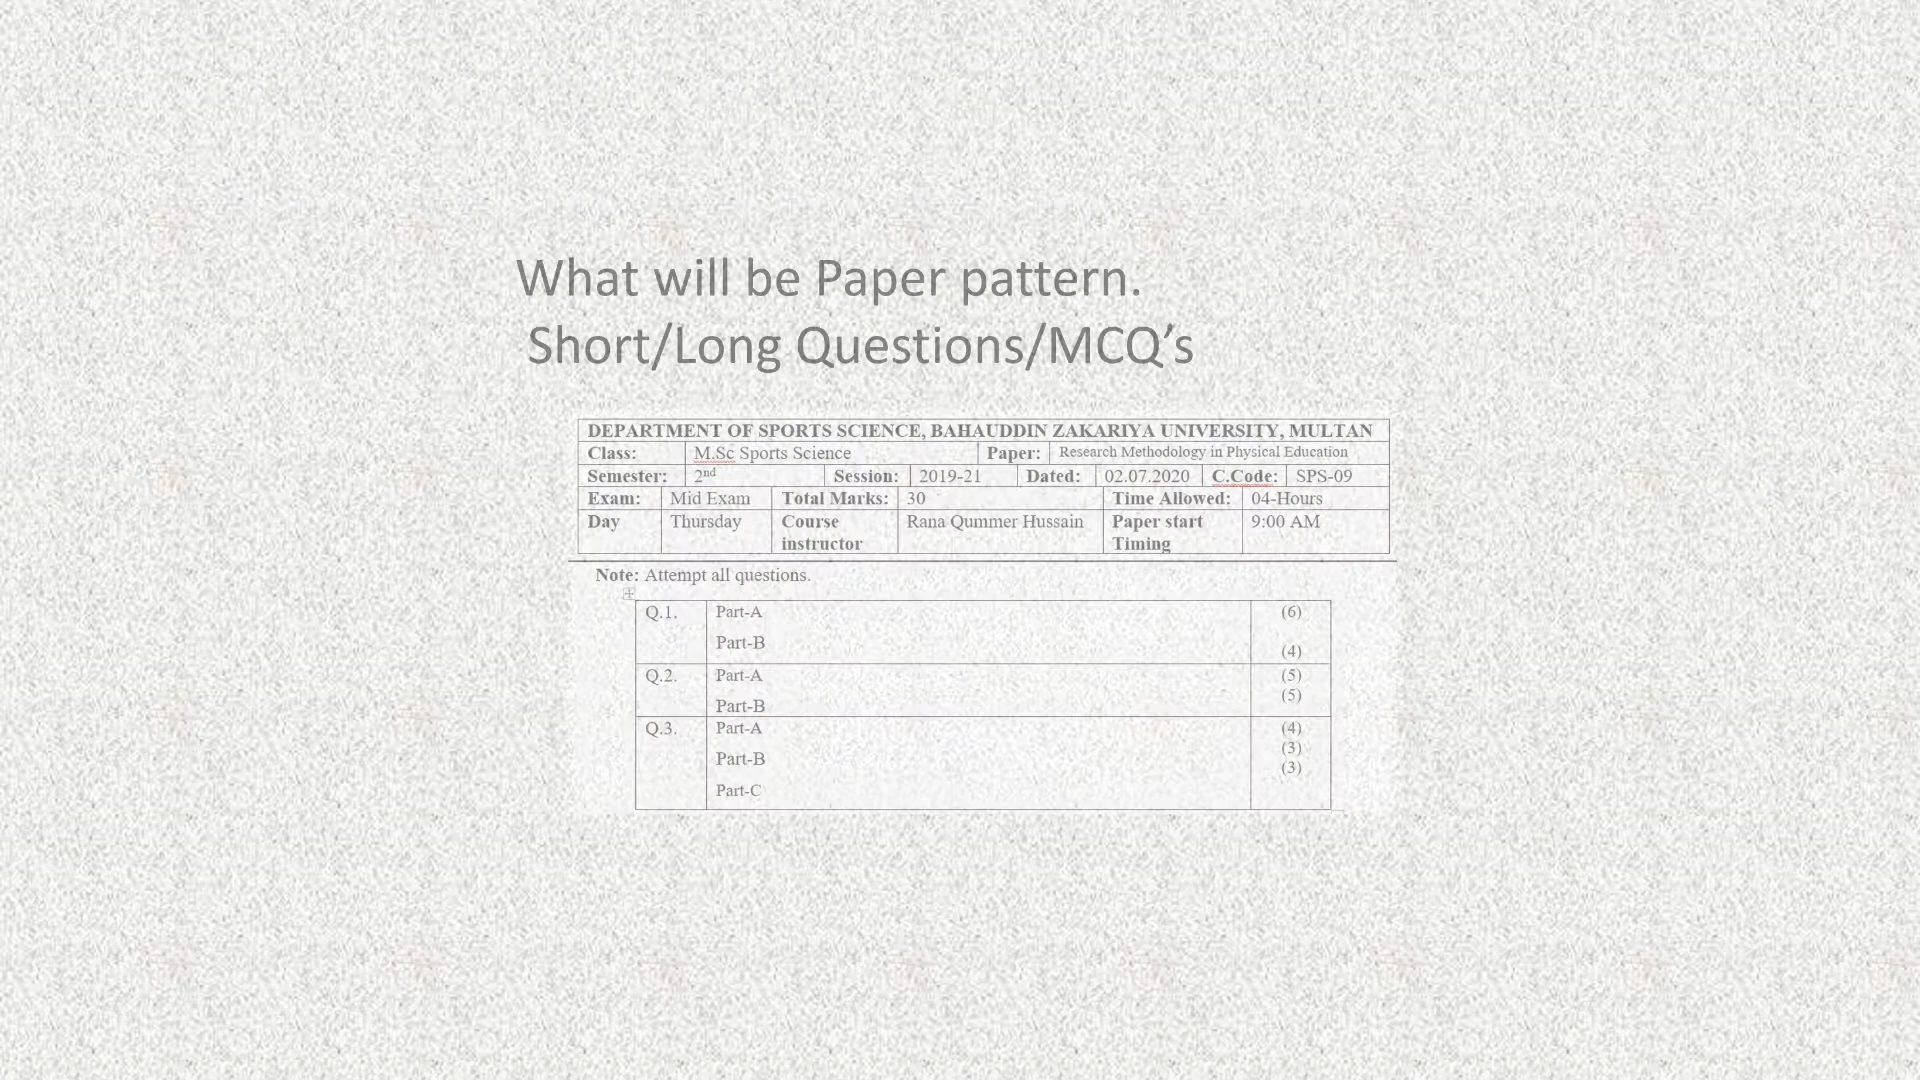 What will be Paper pattern.
Short/Long Questions/MCQ's
DEPARTMENT OF SPORTS SCIENCE, BAHAUDDIN ZAKARIYA UNIVERSITY, MULTAN
Class: M.Sc Sports Science Paper: Research Methodology in Physical Education
Semester: 2nd Session: 2019-21 Dated: 02.07.2020 C.Code: SPS-09
Exam: Mid Exam Total Marks: 30 Time Allowed: 04-Hours
Day Thursday Course Rana Qummer Hussain Paper start 9:00 AM
instructor Timing
Note: Attempt all questions.
Q.1. Part-A (6)
Part-B (4)
Q.2. Part-A (5)
Part-B (5)
Q.3. Part-A (4)
Part-B (3)
Part-C (3)